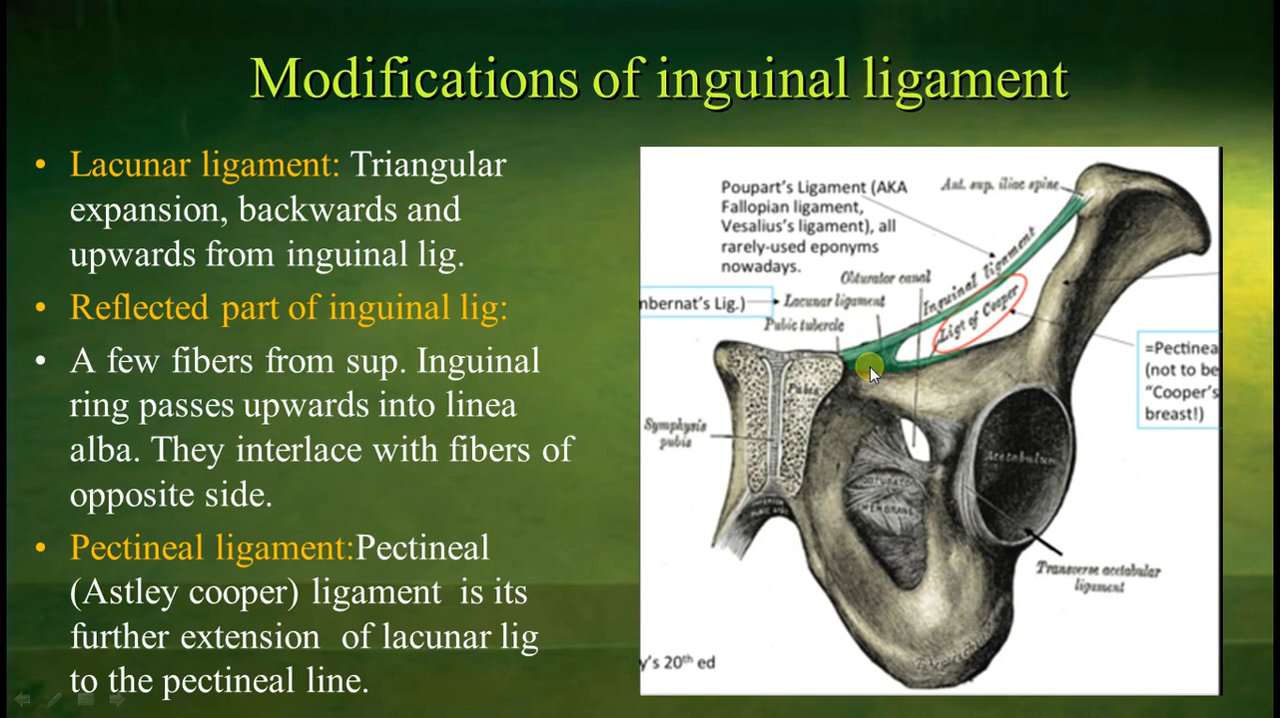 Modifications of inguinal ligament
• Lacunar ligament: Triangular
expansion, backwards and
upwards from inguinal lig.
• Reflected part of inguinal lig:
• A few fibers from sup. Inguinal
ring passes upwards into linea
alba. They interlace with fibers of
opposite side.
• Pectineal ligament:Pectineal
(Astley cooper) ligament is its
further extension of lacunar lig
to the pectineal line.
Poupart's Ligament (AKA
Fallopian ligament,
Vesalius's ligament), all
rarely-used eponyms
nowadays.
Ant. sup. iliac spine
Obturator canal
Inguinal ligament
nbernat's Lig.)
Lacunar ligament
Ligt of Cooper
Pubic tubercle
=Pectinea
(not to be
"Cooper's
breast!)
Pubis
Symphysis
pubis
Acetabulum
OBTURATOR
MEMBRANE
Transverse acetabular
ligament
y's 20th ed